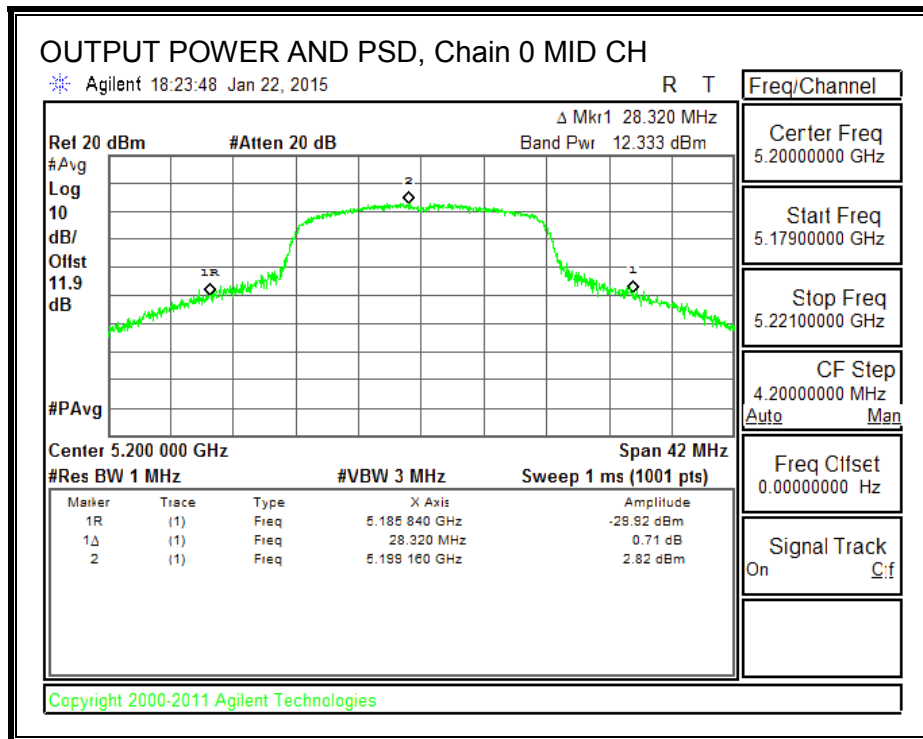 OUTPUT POWER AND PSD, Chain 0 MID CH
Agilent 18:23:48 Jan 22, 2015 R T
Freq/Channel
Δ Mkr1 28.320 MHz
Ref 20 dBm #Atten 20 dB Band Pwr 12.333 dBm
#Avg
Log
10
dB/
Offst
11.9
dB
#PAvg
2
1R
1
Center 5.200 000 GHz Span 42 MHz
#Res BW 1 MHz #VBW 3 MHz Sweep 1 ms (1001 pts)
Marker Trace Type X Axis Amplitude
1R (1) Freq 5.185 840 GHz -29.92 dBm
1Δ (1) Freq 28.320 MHz 0.71 dB
2 (1) Freq 5.199 160 GHz 2.82 dBm
Center Freq
5.20000000 GHz
Start Freq
5.17900000 GHz
Stop Freq
5.22100000 GHz
CF Step
4.20000000 MHz
Auto Man
Freq Offset
0.00000000 Hz
Signal Track
On Off
Copyright 2000-2011 Agilent Technologies